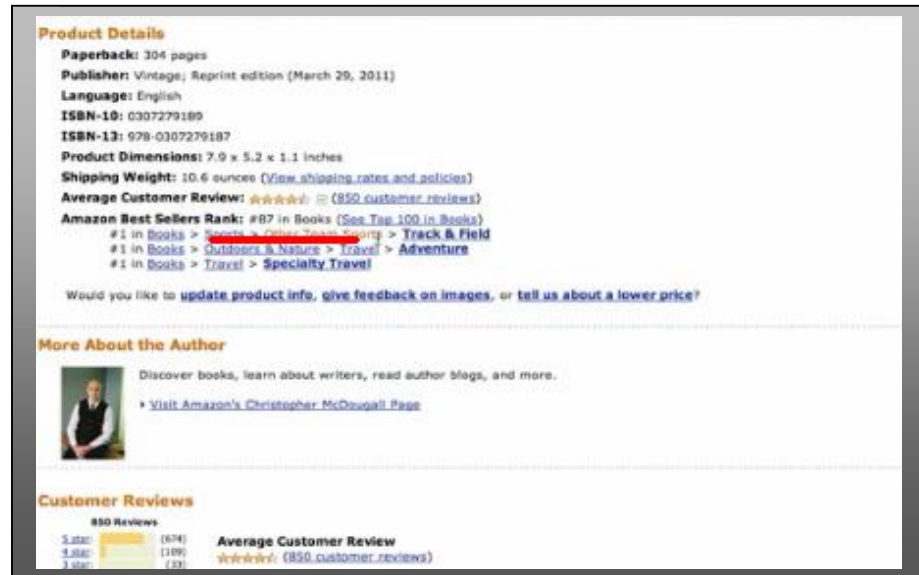 Product Details
Paperback: 304 pages
Publisher: Vintage; Reprint edition (March 29, 2011)
Language: English
ISBN-10: 0307279189
ISBN-13: 978-0307279187
Product Dimensions: 7.9 x 5.2 x 1.1 inches
Shipping Weight: 10.6 ounces (View shipping rates and policies)
Average Customer Review: (850 customer reviews)
Amazon Best Sellers Rank: #87 in Books (See Top 100 in Books)
#1 in Books > Sports > Other Team Sports > Track & Field
#1 in Books > Outdoors & Nature > Travel > Adventure
#1 in Books > Travel > Specialty Travel
Would you like to update product info, give feedback on images, or tell us about a lower price?
More About the Author
Discover books, learn about writers, read author blogs, and more.
Visit Amazon's Christopher McDougall Page
Customer Reviews
850 Reviews
5 star: (674)
4 star: (109)
3 star: (33)
Average Customer Review
(850 customer reviews)